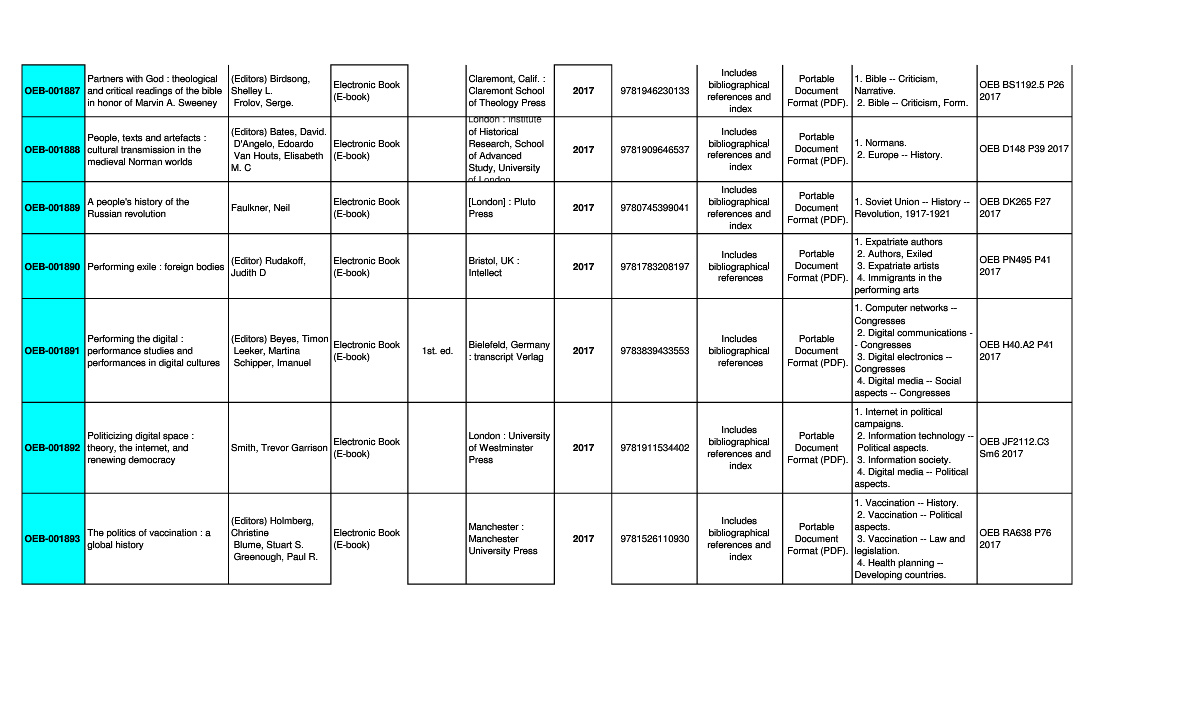 OEB-001887
Partners with God : theological
and critical readings of the bible
in honor of Marvin A. Sweeney
(Editors) Birdsong,
Shelley L.
Frolov, Serge.
Electronic Book
(E-book)
Claremont, Calif. :
Claremont School
of Theology Press
2017
9781946230133
Includes
bibliographical
references and
index
Portable
Document
Format (PDF).
1. Bible -- Criticism,
Narrative.
2. Bible -- Criticism, Form.
OEB BS1192.5 P26
2017
OEB-001888
People, texts and artefacts :
cultural transmission in the
medieval Norman worlds
(Editors) Bates, David.
D'Angelo, Edoardo
Van Houts, Elisabeth
M. C
Electronic Book
(E-book)
London : Institute
of Historical
Research, School
of Advanced
Study, University
of London
2017
9781909646537
Includes
bibliographical
references and
index
Portable
Document
Format (PDF).
1. Normans.
2. Europe -- History.
OEB D148 P39 2017
OEB-001889
A people's history of the
Russian revolution
Faulkner, Neil
Electronic Book
(E-book)
[London] : Pluto
Press
2017
9780745399041
Includes
bibliographical
references and
index
Portable
Document
Format (PDF).
1. Soviet Union -- History --
Revolution, 1917-1921
OEB DK265 F27
2017
OEB-001890
Performing exile : foreign bodies
(Editor) Rudakoff,
Judith D
Electronic Book
(E-book)
Bristol, UK :
Intellect
2017
9781783208197
Includes
bibliographical
references
Portable
Document
Format (PDF).
1. Expatriate authors
2. Authors, Exiled
3. Expatriate artists
4. Immigrants in the
performing arts
OEB PN495 P41
2017
OEB-001891
Performing the digital :
performance studies and
performances in digital cultures
(Editors) Beyes, Timon
Leeker, Martina
Schipper, Imanuel
Electronic Book
(E-book)
1st. ed.
Bielefeld, Germany
: transcript Verlag
2017
9783839433553
Includes
bibliographical
references
Portable
Document
Format (PDF).
1. Computer networks --
Congresses
2. Digital communications -
- Congresses
3. Digital electronics --
Congresses
4. Digital media -- Social
aspects -- Congresses
OEB H40.A2 P41
2017
OEB-001892
Politicizing digital space :
theory, the internet, and
renewing democracy
Smith, Trevor Garrison
Electronic Book
(E-book)
London : University
of Westminster
Press
2017
9781911534402
Includes
bibliographical
references and
index
Portable
Document
Format (PDF).
1. Internet in political
campaigns.
2. Information technology --
Political aspects.
3. Information society.
4. Digital media -- Political
aspects.
OEB JF2112.C3
Sm6 2017
OEB-001893
The politics of vaccination : a
global history
(Editors) Holmberg,
Christine
Blume, Stuart S.
Greenough, Paul R.
Electronic Book
(E-book)
Manchester :
Manchester
University Press
2017
9781526110930
Includes
bibliographical
references and
index
Portable
Document
Format (PDF).
1. Vaccination -- History.
2. Vaccination -- Political
aspects.
3. Vaccination -- Law and
legislation.
4. Health planning --
Developing countries.
OEB RA638 P76
2017